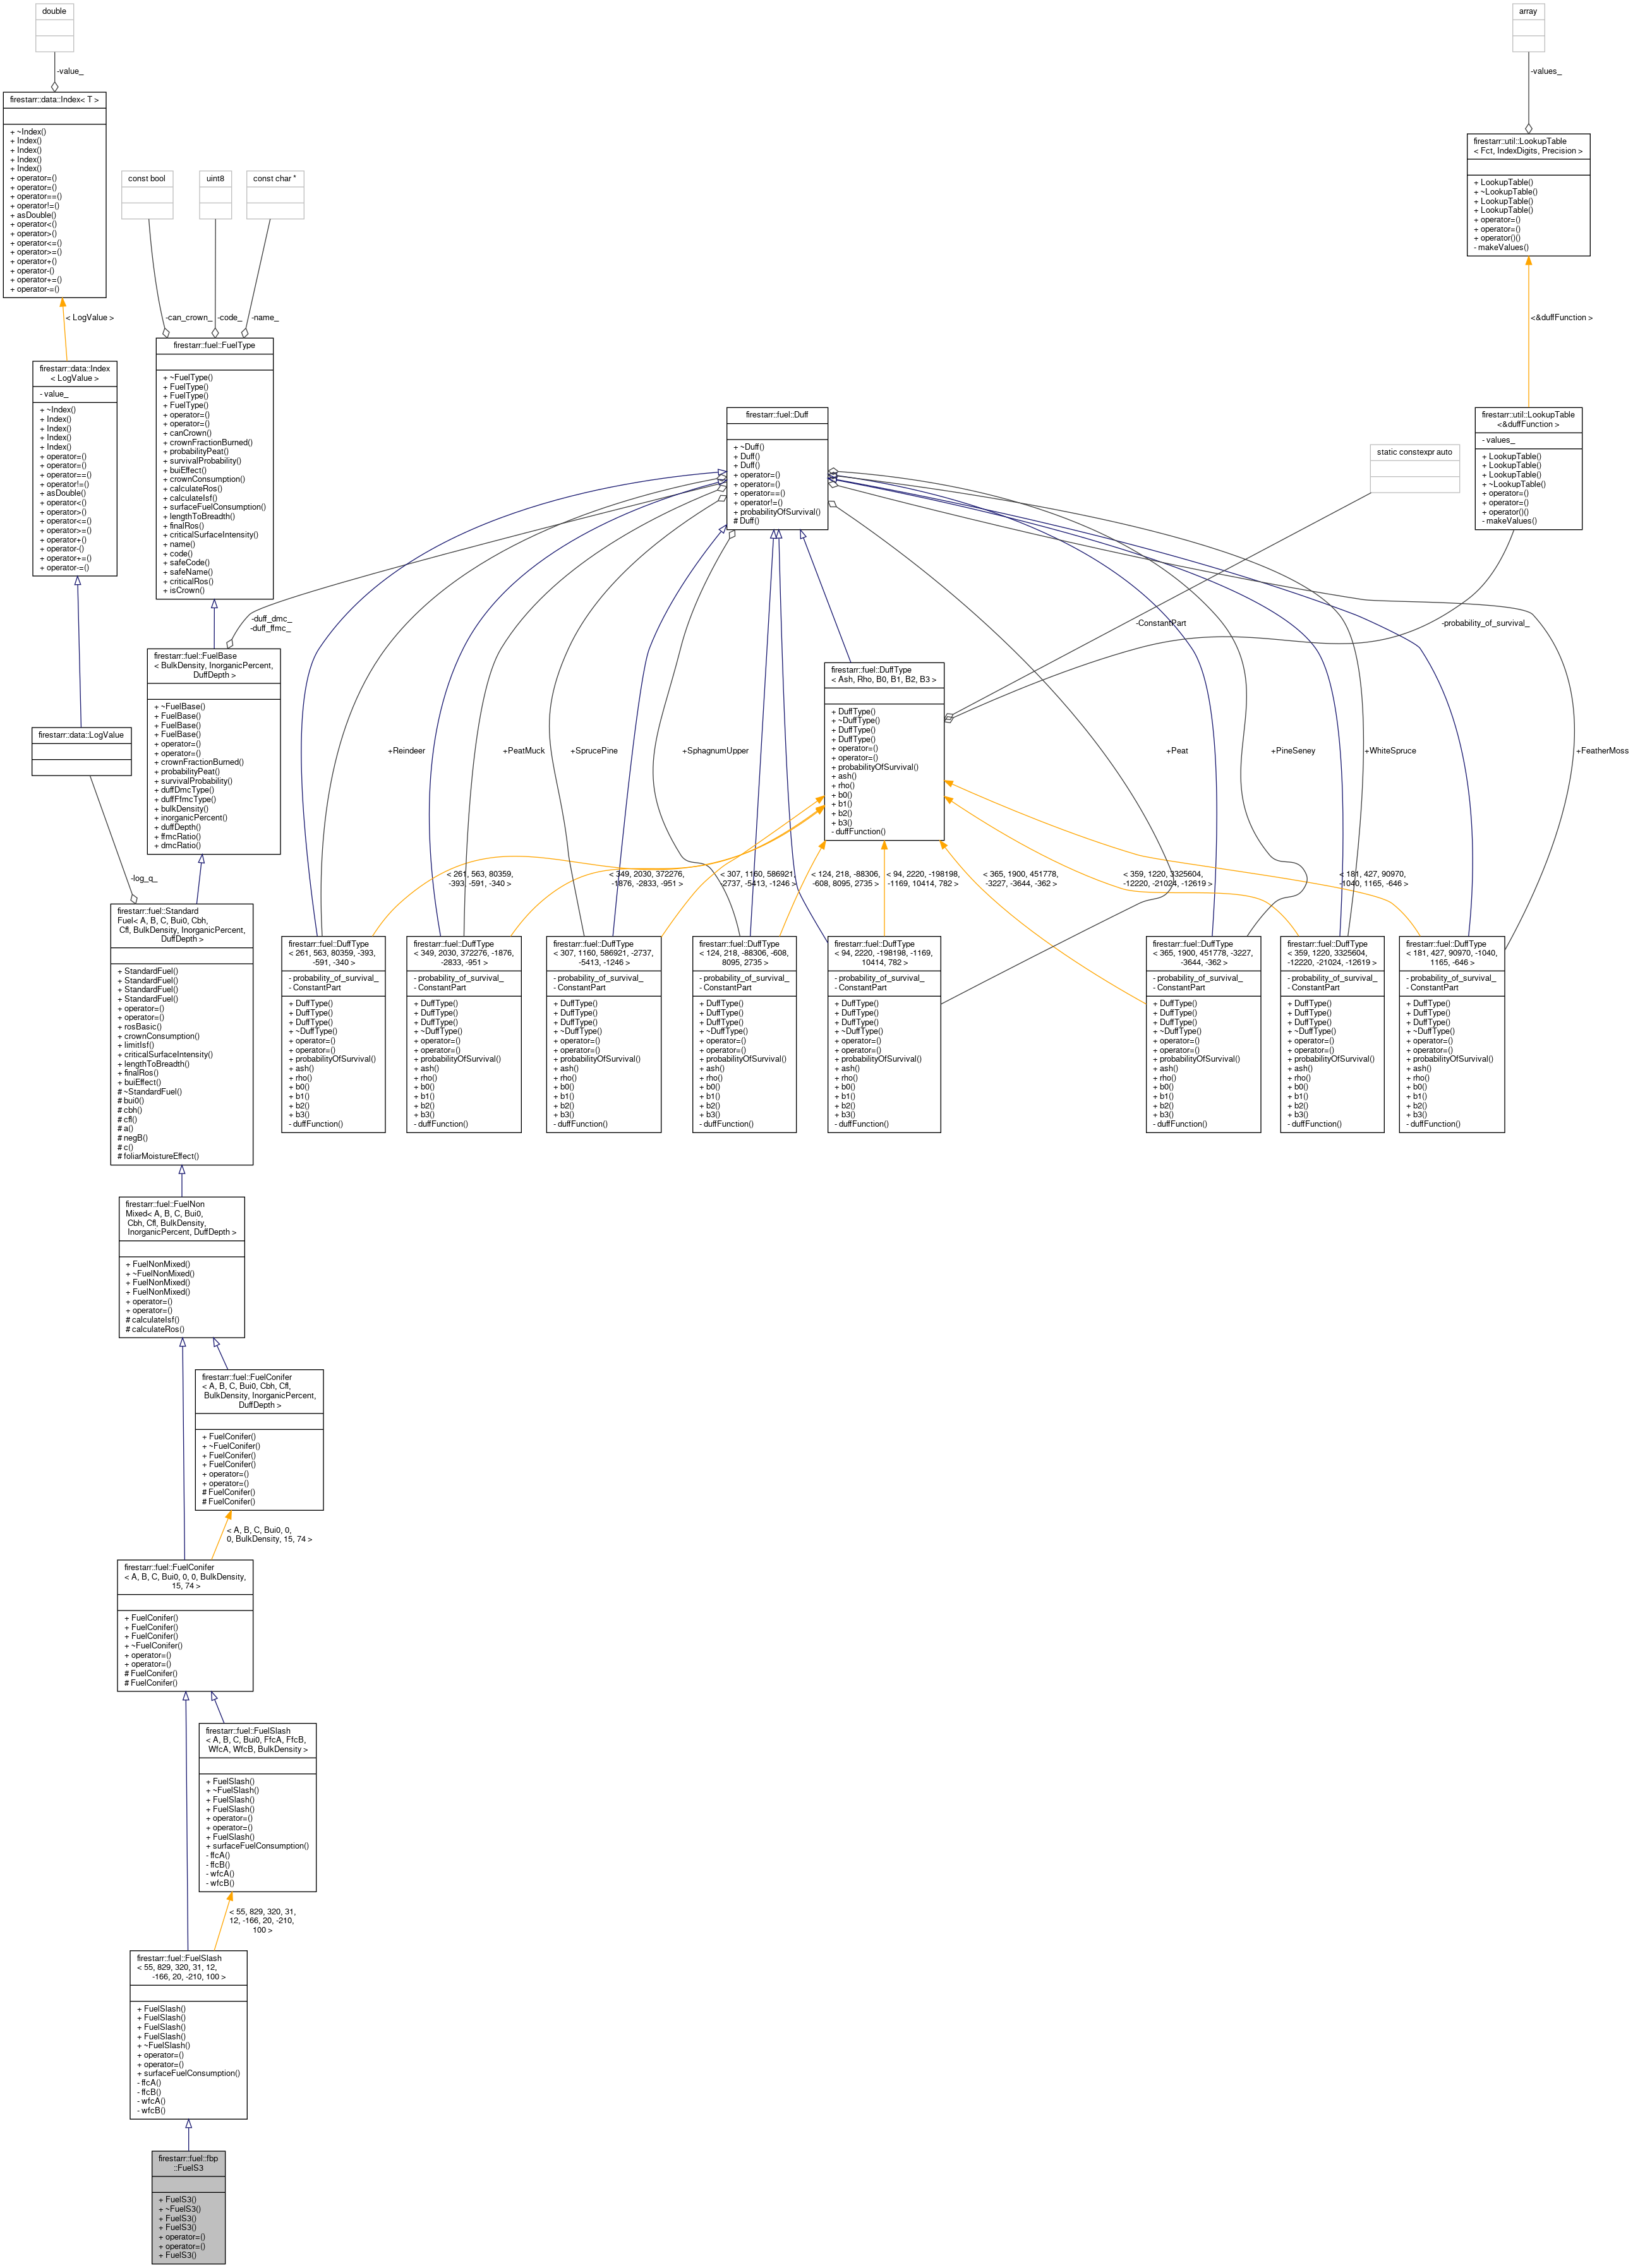 double
-value_
firestarr::data::Index< T >
+ ~Index()
+ Index()
+ Index()
+ Index()
+ Index()
+ operator=()
+ operator=()
+ operator==()
+ operator!=()
+ asDouble()
+ operator<()
+ operator>()
+ operator<=()
+ operator>=()
+ operator+()
+ operator-()
+ operator+=()
+ operator-=()
< LogValue >
firestarr::data::Index
< LogValue >
- value_
+ ~Index()
+ Index()
+ Index()
+ Index()
+ Index()
+ operator=()
+ operator=()
+ operator==()
+ operator!=()
+ asDouble()
+ operator<()
+ operator>()
+ operator<=()
+ operator>=()
+ operator+()
+ operator-()
+ operator+=()
+ operator-=()
firestarr::data::LogValue
-log_q_
const bool
uint8
const char *
-can_crown_
-code_
-name_
firestarr::fuel::FuelType
+ ~FuelType()
+ FuelType()
+ FuelType()
+ FuelType()
+ operator=()
+ operator=()
+ canCrown()
+ crownFractionBurned()
+ probabilityPeat()
+ survivalProbability()
+ buiEffect()
+ crownConsumption()
+ calculateRos()
+ calculateIsf()
+ surfaceFuelConsumption()
+ lengthToBreadth()
+ finalRos()
+ criticalSurfaceIntensity()
+ name()
+ code()
+ safeCode()
+ safeName()
+ criticalRos()
+ isCrown()
-duff_dmc_
-duff_ffmc_
firestarr::fuel::FuelBase
< BulkDensity, InorganicPercent,
DuffDepth >
+ ~FuelBase()
+ FuelBase()
+ FuelBase()
+ FuelBase()
+ operator=()
+ operator=()
+ crownFractionBurned()
+ probabilityPeat()
+ survivalProbability()
+ duffDmcType()
+ duffFfmcType()
+ bulkDensity()
+ inorganicPercent()
+ duffDepth()
+ ffmcRatio()
+ dmcRatio()
firestarr::fuel::Standard
Fuel< A, B, C, Bui0, Cbh,
Cfl, BulkDensity, InorganicPercent,
DuffDepth >
+ StandardFuel()
+ StandardFuel()
+ StandardFuel()
+ StandardFuel()
+ operator=()
+ operator=()
+ rosBasic()
+ crownConsumption()
+ limitIsf()
+ criticalSurfaceIntensity()
+ lengthToBreadth()
+ finalRos()
+ buiEffect()
# ~StandardFuel()
# bui0()
# cbh()
# cfl()
# a()
# negB()
# c()
# foliarMoistureEffect()
firestarr::fuel::FuelNon
Mixed< A, B, C, Bui0,
Cbh, Cfl, BulkDensity,
InorganicPercent, DuffDepth >
+ FuelNonMixed()
+ ~FuelNonMixed()
+ FuelNonMixed()
+ FuelNonMixed()
+ operator=()
+ operator=()
# calculateIsf()
# calculateRos()
firestarr::fuel::FuelConifer
< A, B, C, Bui0, Cbh, Cfl,
BulkDensity, InorganicPercent,
DuffDepth >
+ FuelConifer()
+ ~FuelConifer()
+ FuelConifer()
+ FuelConifer()
+ operator=()
+ operator=()
# FuelConifer()
# FuelConifer()
< A, B, C, Bui0, 0,
0, BulkDensity, 15, 74 >
firestarr::fuel::FuelConifer
< A, B, C, Bui0, 0, 0, BulkDensity,
15, 74 >
+ FuelConifer()
+ FuelConifer()
+ FuelConifer()
+ ~FuelConifer()
+ operator=()
+ operator=()
# FuelConifer()
# FuelConifer()
firestarr::fuel::FuelSlash
< A, B, C, Bui0, FfcA, FfcB,
WfcA, WfcB, BulkDensity >
+ FuelSlash()
+ ~FuelSlash()
+ FuelSlash()
+ FuelSlash()
+ operator=()
+ operator=()
+ FuelSlash()
+ surfaceFuelConsumption()
- ffcA()
- ffcB()
- wfcA()
- wfcB()
< 55, 829, 320, 31,
12, -166, 20, -210,
100 >
firestarr::fuel::FuelSlash
< 55, 829, 320, 31, 12,
-166, 20, -210, 100 >
+ FuelSlash()
+ FuelSlash()
+ FuelSlash()
+ FuelSlash()
+ ~FuelSlash()
+ operator=()
+ operator=()
+ surfaceFuelConsumption()
- ffcA()
- ffcB()
- wfcA()
- wfcB()
firestarr::fuel::fbp
::FuelS3
+ FuelS3()
+ ~FuelS3()
+ FuelS3()
+ FuelS3()
+ operator=()
+ operator=()
+ FuelS3()
firestarr::fuel::Duff
+ ~Duff()
+ Duff()
+ Duff()
+ operator=()
+ operator=()
+ operator==()
+ operator!=()
+ probabilityOfSurvival()
# Duff()
array
-values_
firestarr::util::LookupTable
< Fct, IndexDigits, Precision >
+ LookupTable()
+ ~LookupTable()
+ LookupTable()
+ LookupTable()
+ operator=()
+ operator=()
+ operator()()
- makeValues()
<&duffFunction >
firestarr::util::LookupTable
<&duffFunction >
- values_
+ LookupTable()
+ LookupTable()
+ LookupTable()
+ ~LookupTable()
+ operator=()
+ operator=()
+ operator()()
- makeValues()
static constexpr auto
-ConstantPart
-probability_of_survival_
firestarr::fuel::DuffType
< Ash, Rho, B0, B1, B2, B3 >
+ DuffType()
+ ~DuffType()
+ DuffType()
+ DuffType()
+ operator=()
+ operator=()
+ probabilityOfSurvival()
+ ash()
+ rho()
+ b0()
+ b1()
+ b2()
+ b3()
- duffFunction()
+Reindeer
+PeatMuck
+SprucePine
+SphagnumUpper
+Peat
+PineSeney
+WhiteSpruce
+FeatherMoss
< 261, 563, 80359,
-393, -591, -340 >
< 349, 2030, 372276,
-1876, -2833, -951 >
< 307, 1160, 586921,
-2737, -5413, -1246 >
< 124, 218, -88306,
-608, 8095, 2735 >
< 94, 2220, -198198,
-1169, 10414, 782 >
< 365, 1900, 451778,
-3227, -3644, -362 >
< 359, 1220, 3325604,
-12220, -21024, -12619 >
< 181, 427, 90970,
-1040, 1165, -646 >
firestarr::fuel::DuffType
< 261, 563, 80359, -393,
-591, -340 >
- probability_of_survival_
- ConstantPart
+ DuffType()
+ DuffType()
+ DuffType()
+ ~DuffType()
+ operator=()
+ operator=()
+ probabilityOfSurvival()
+ ash()
+ rho()
+ b0()
+ b1()
+ b2()
+ b3()
- duffFunction()
firestarr::fuel::DuffType
< 349, 2030, 372276, -1876,
-2833, -951 >
- probability_of_survival_
- ConstantPart
+ DuffType()
+ DuffType()
+ DuffType()
+ ~DuffType()
+ operator=()
+ operator=()
+ probabilityOfSurvival()
+ ash()
+ rho()
+ b0()
+ b1()
+ b2()
+ b3()
- duffFunction()
firestarr::fuel::DuffType
< 307, 1160, 586921, -2737,
-5413, -1246 >
- probability_of_survival_
- ConstantPart
+ DuffType()
+ DuffType()
+ DuffType()
+ ~DuffType()
+ operator=()
+ operator=()
+ probabilityOfSurvival()
+ ash()
+ rho()
+ b0()
+ b1()
+ b2()
+ b3()
- duffFunction()
firestarr::fuel::DuffType
< 124, 218, -88306, -608,
8095, 2735 >
- probability_of_survival_
- ConstantPart
+ DuffType()
+ DuffType()
+ DuffType()
+ ~DuffType()
+ operator=()
+ operator=()
+ probabilityOfSurvival()
+ ash()
+ rho()
+ b0()
+ b1()
+ b2()
+ b3()
- duffFunction()
firestarr::fuel::DuffType
< 94, 2220, -198198, -1169,
10414, 782 >
- probability_of_survival_
- ConstantPart
+ DuffType()
+ DuffType()
+ DuffType()
+ ~DuffType()
+ operator=()
+ operator=()
+ probabilityOfSurvival()
+ ash()
+ rho()
+ b0()
+ b1()
+ b2()
+ b3()
- duffFunction()
firestarr::fuel::DuffType
< 365, 1900, 451778, -3227,
-3644, -362 >
- probability_of_survival_
- ConstantPart
+ DuffType()
+ DuffType()
+ DuffType()
+ ~DuffType()
+ operator=()
+ operator=()
+ probabilityOfSurvival()
+ ash()
+ rho()
+ b0()
+ b1()
+ b2()
+ b3()
- duffFunction()
firestarr::fuel::DuffType
< 359, 1220, 3325604,
-12220, -21024, -12619 >
- probability_of_survival_
- ConstantPart
+ DuffType()
+ DuffType()
+ DuffType()
+ ~DuffType()
+ operator=()
+ operator=()
+ probabilityOfSurvival()
+ ash()
+ rho()
+ b0()
+ b1()
+ b2()
+ b3()
- duffFunction()
firestarr::fuel::DuffType
< 181, 427, 90970, -1040,
1165, -646 >
- probability_of_survival_
- ConstantPart
+ DuffType()
+ DuffType()
+ DuffType()
+ ~DuffType()
+ operator=()
+ operator=()
+ probabilityOfSurvival()
+ ash()
+ rho()
+ b0()
+ b1()
+ b2()
+ b3()
- duffFunction()